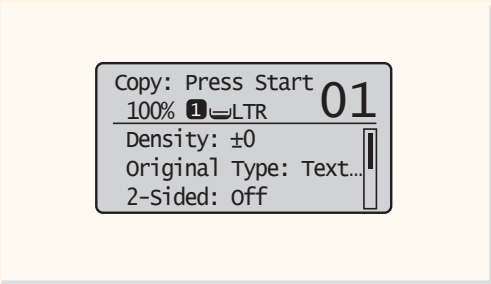 Copy: Press Start 01
100% 1 LTR
Density: ±0
Original Type: Text...
2-Sided: Off